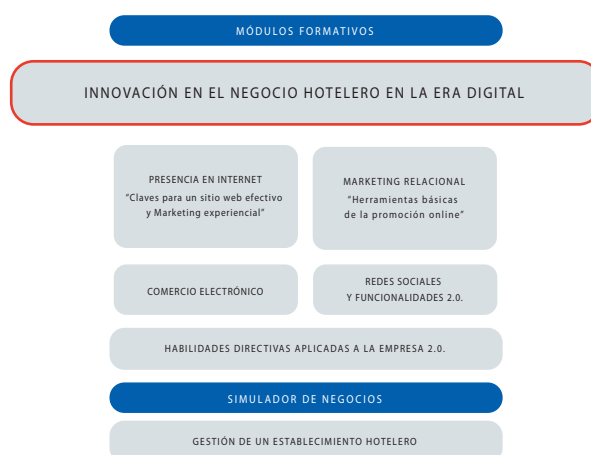 MÓDULOS FORMATIVOS
INNOVACIÓN EN EL NEGOCIO HOTELERO EN LA ERA DIGITAL
PRESENCIA EN INTERNET
“Claves para un sitio web efectivo
y Marketing experiencial”
MARKETING RELACIONAL
“Herramientas básicas
de la promoción online”
COMERCIO ELECTRÓNICO
REDES SOCIALES
Y FUNCIONALIDADES 2.0.
HABILIDADES DIRECTIVAS APLICADAS A LA EMPRESA 2.0.
SIMULADOR DE NEGOCIOS
GESTIÓN DE UN ESTABLECIMIENTO HOTELERO